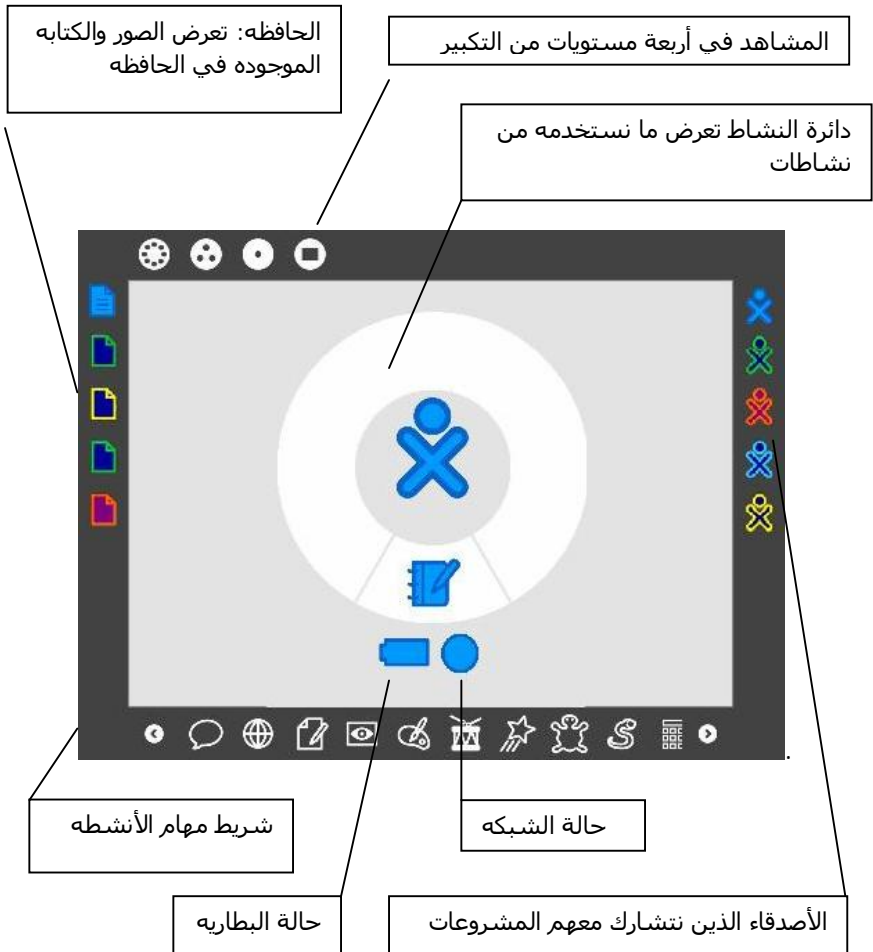 الحافظه: تعرض الصور والكتابه
الموجوده في الحافظه
المشاهد في أربعة مستويات من التكبير
دائرة النشاط تعرض ما نستخدمه من
نشاطات
شريط مهام الأنشطه
حالة الشبكه
حالة البطاريه
الأصدقاء الذين نتشارك معهم المشروعات